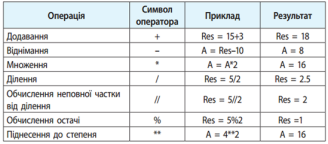 Операція Символ оператора Приклад Результат
Додавання + Res = 15+3 Res = 18
Віднімання – A = Res–10 A = 8
Множення * A = A*2 A = 16
Ділення / Res = 5/2 Res = 2.5
Обчислення неповної частки від ділення // Res = 5//2 Res = 2
Обчислення остачі % Res = 5%2 Res =1
Піднесення до степеня ** A = 4**2 A = 16